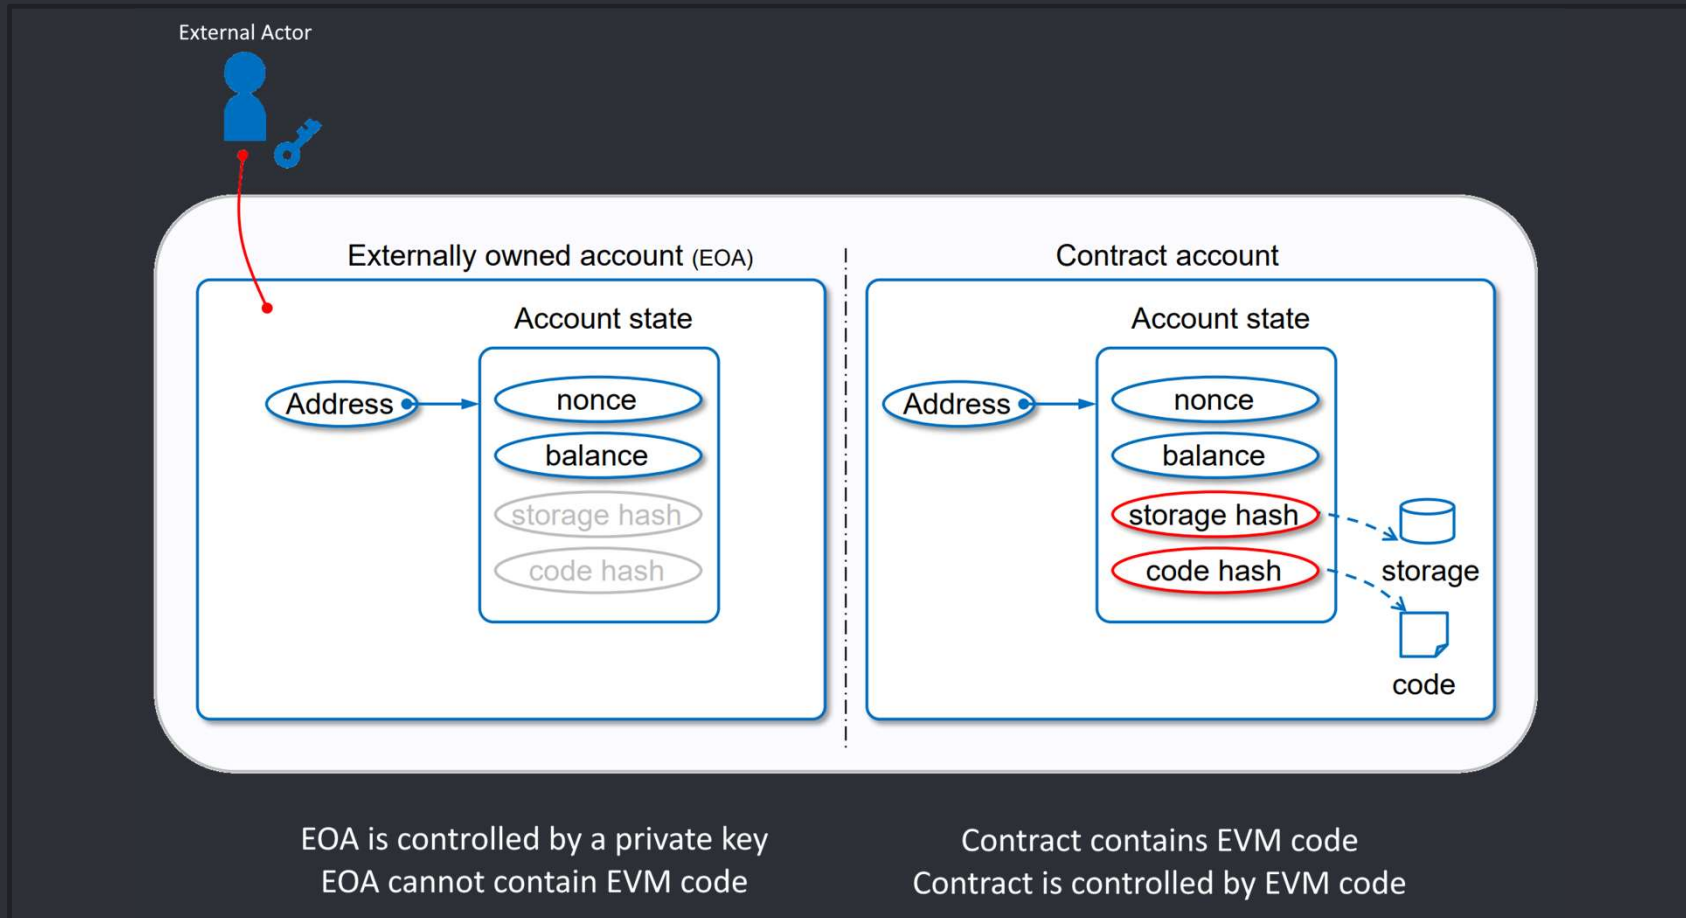 External Actor
Externally owned account (EOA)
Account state
Address
nonce
balance
storage hash
code hash
Contract account
Account state
Address
nonce
balance
storage hash
code hash
storage
code
EOA is controlled by a private key
EOA cannot contain EVM code
Contract contains EVM code
Contract is controlled by EVM code